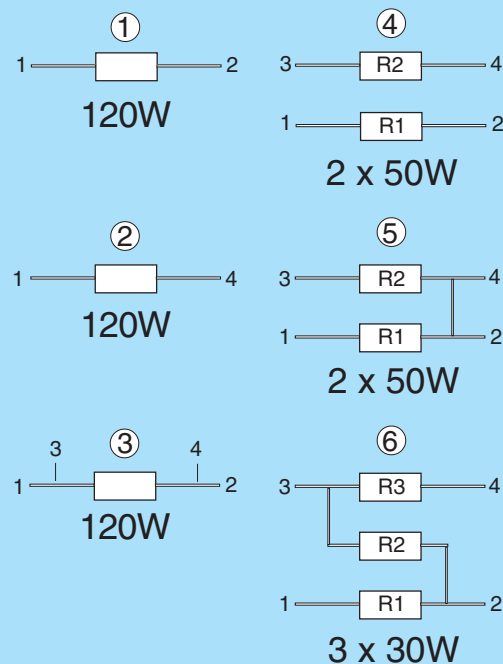 ①
1 2
120W
②
1 4
120W
③
3 4
1 2
120W
④
3 R2 4
1 R1 2
2 x 50W
⑤
3 R2 4
1 R1 2
2 x 50W
⑥
3 R3 4
R2
1 R1 2
3 x 30W